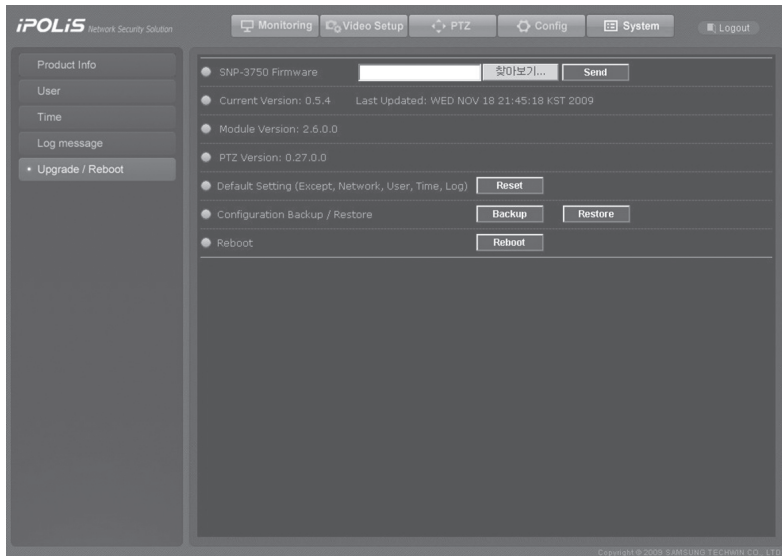 iPOLiS Network Security Solution
Monitoring Video Setup PTZ Config System Logout
Product Info
User
Time
Log message
Upgrade / Reboot
SNP-3750 Firmware 찾아보기... Send
Current Version: 0.5.4 Last Updated: WED NOV 18 21:45:18 KST 2009
Module Version: 2.6.0.0
PTZ Version: 0.27.0.0
Default Setting (Except, Network, User, Time, Log) Reset
Configuration Backup / Restore Backup Restore
Reboot Reboot
Copyright © 2009 SAMSUNG TECHWIN CO., LTD